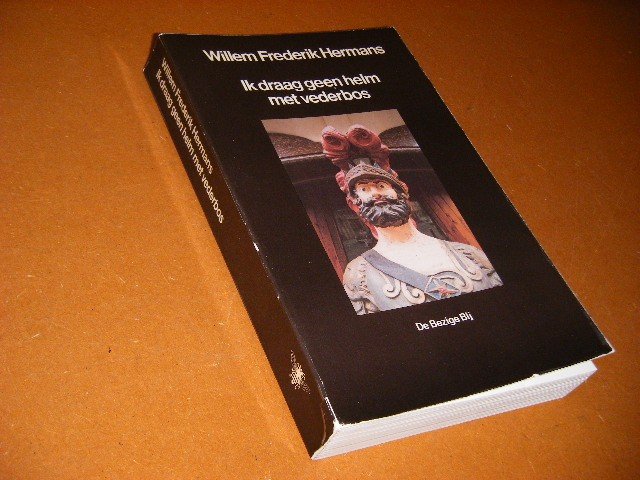 Willem Frederik Hermans
Ik draag geen helm
met vederbos
De Bezige Bij
Willem Frederik Hermans
Ik draag geen helm met vederbos